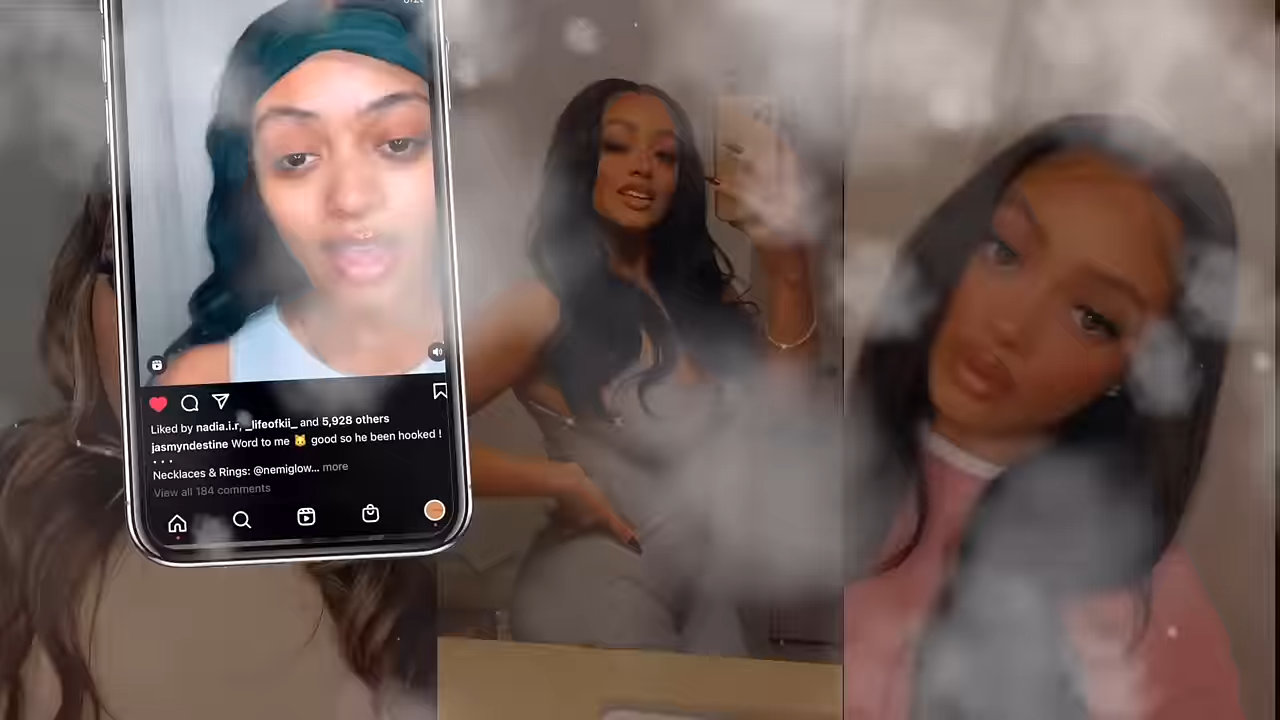 Liked by nadia.i.r, _lifeofkii_ and 5,928 others
jasmyndestine Word to me 🐱 good so he been hooked !
• • •
Necklaces & Rings: @nemiglow... more
View all 184 comments